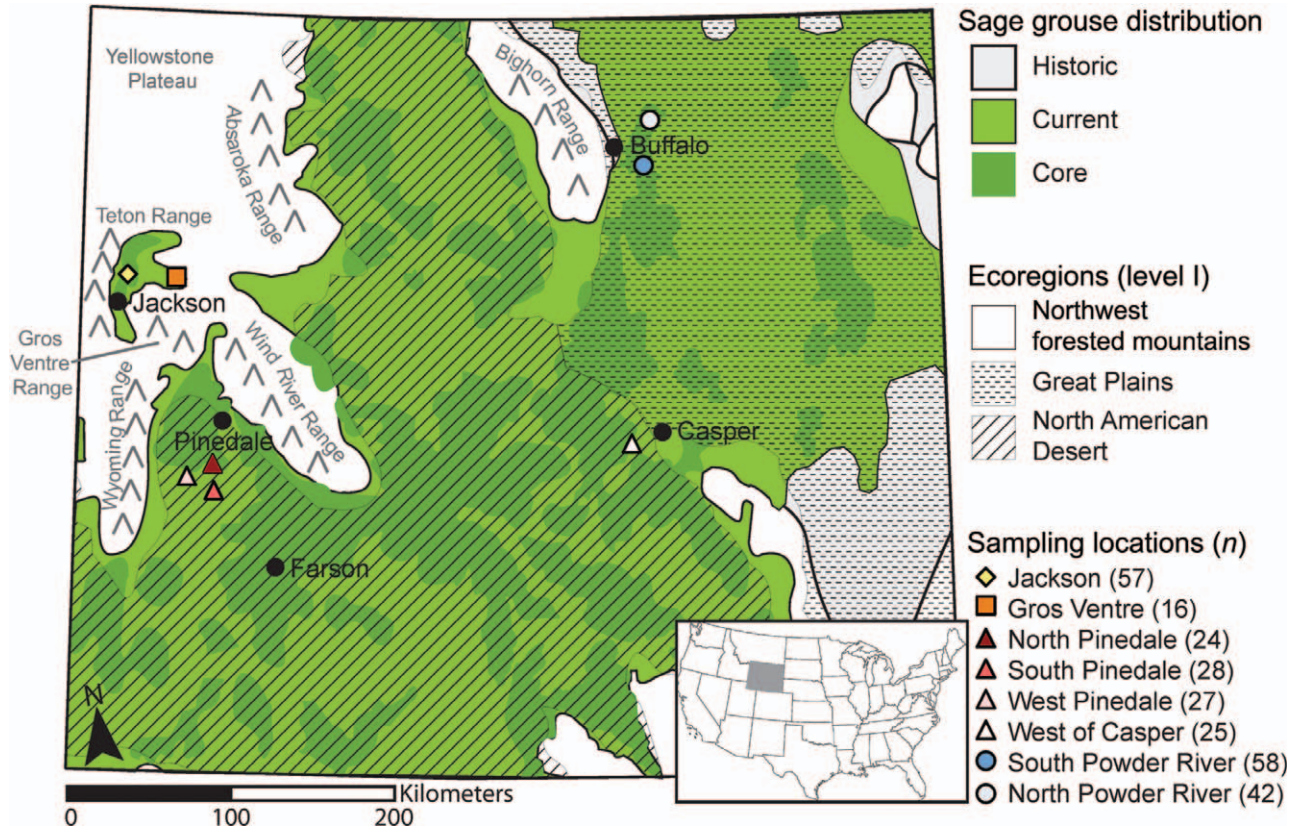 Yellowstone
Plateau
Absaroka Range
Bighorn Range
Buffalo
Teton Range
Jackson
Gros
Ventre
Range
Wind River Range
Wyoming Range
Pinedale
Casper
Farson
N
Kilometers
0 100 200
Sage grouse distribution
Historic
Current
Core
Ecoregions (level I)
Northwest
forested mountains
Great Plains
North American
Desert
Sampling locations (n)
Jackson (57)
Gros Ventre (16)
North Pinedale (24)
South Pinedale (28)
West Pinedale (27)
West of Casper (25)
South Powder River (58)
North Powder River (42)